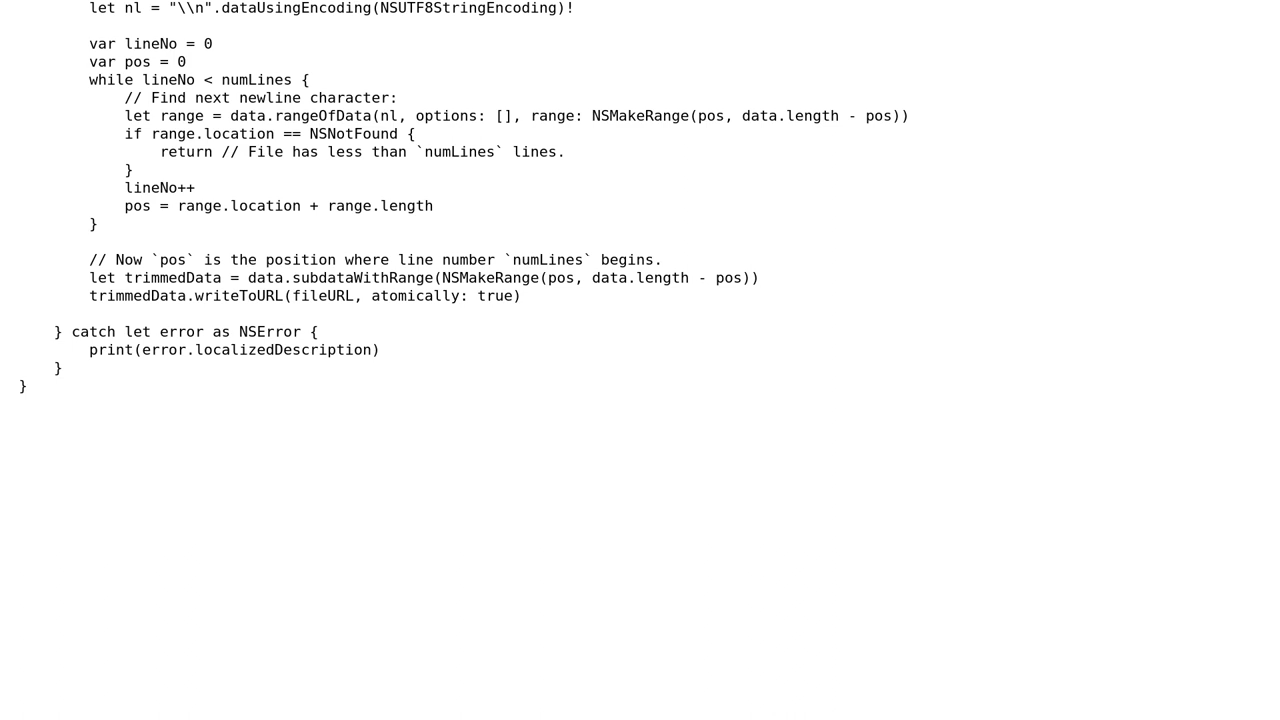 let nl = "\\n".dataUsingEncoding(NSUTF8StringEncoding)!

        var lineNo = 0
        var pos = 0
        while lineNo < numLines {
            // Find next newline character:
            let range = data.rangeOfData(nl, options: [], range: NSMakeRange(pos, data.length - pos))
            if range.location == NSNotFound {
                return // File has less than `numLines` lines.
            }
            lineNo++
            pos = range.location + range.length
        }

        // Now `pos` is the position where line number `numLines` begins.
        let trimmedData = data.subdataWithRange(NSMakeRange(pos, data.length - pos))
        trimmedData.writeToURL(fileURL, atomically: true)

    } catch let error as NSError {
        print(error.localizedDescription)
    }
}